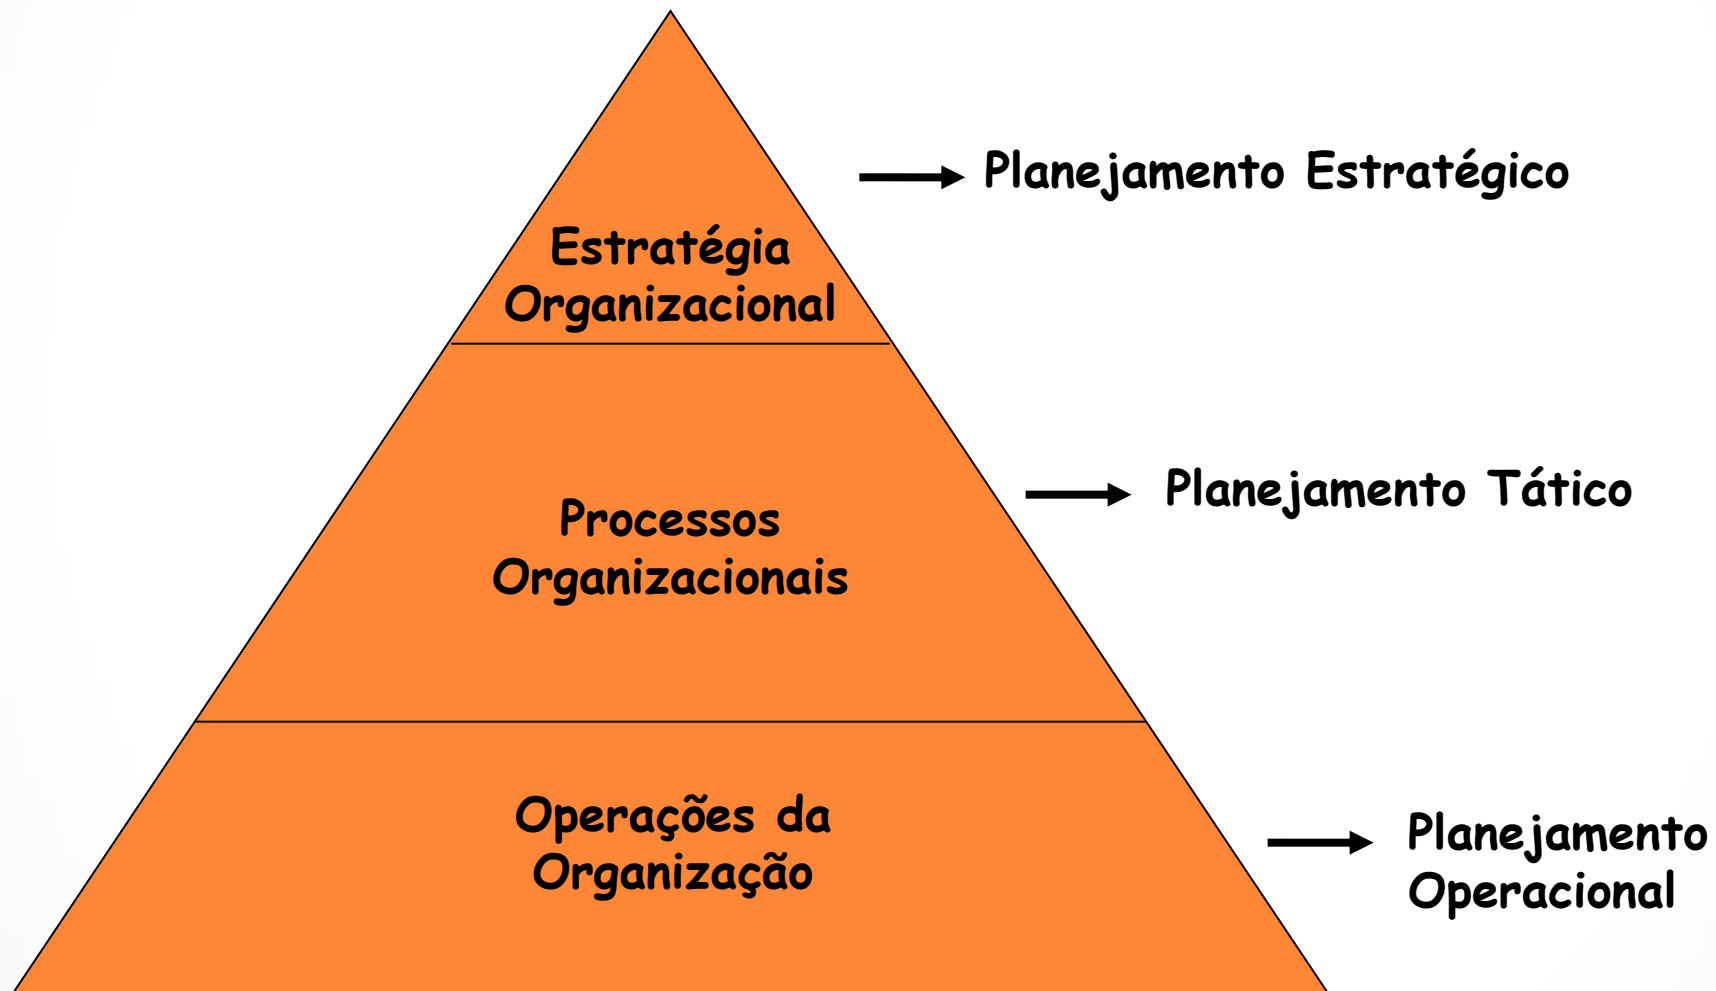 Planejamento Estratégico
Estratégia
Organizacional
Planejamento Tático
Processos
Organizacionais
Operações da
Organização
Planejamento
Operacional